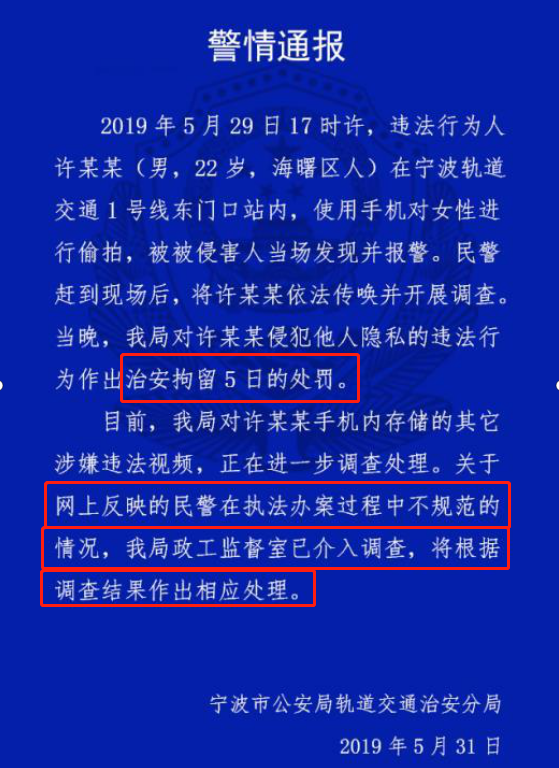 警情通报
2019 年 5 月 29 日 17 时许，违法行为人
许某某（男，22 岁，海曙区人）在宁波轨道
交通 1 号线东门口站内，使用手机对女性进
行偷拍，被被侵害人当场发现并报警。民警
赶到现场后，将许某某依法传唤并开展调查。
当晚，我局对许某某侵犯他人隐私的违法行
为作出治安拘留 5 日的处罚。
目前，我局对许某某手机内存储的其它
涉嫌违法视频，正在进一步调查处理。关于
网上反映的民警在执法办案过程中不规范的
情况，我局政工监督室已介入调查，将根据
调查结果作出相应处理。
宁波市公安局轨道交通治安分局
2019 年 5 月 31 日